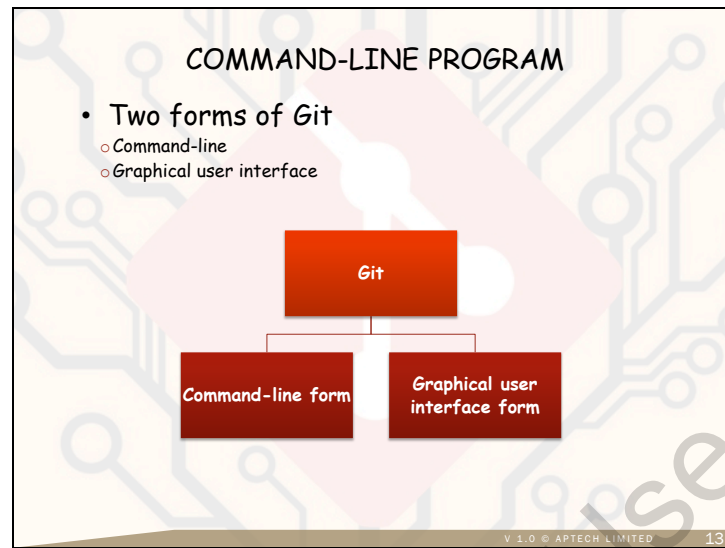 COMMAND-LINE PROGRAM
• Two forms of Git
○ Command-line
○ Graphical user interface
Git
Command-line form
Graphical user
interface form
V 1.0 © APTECH LIMITED
13